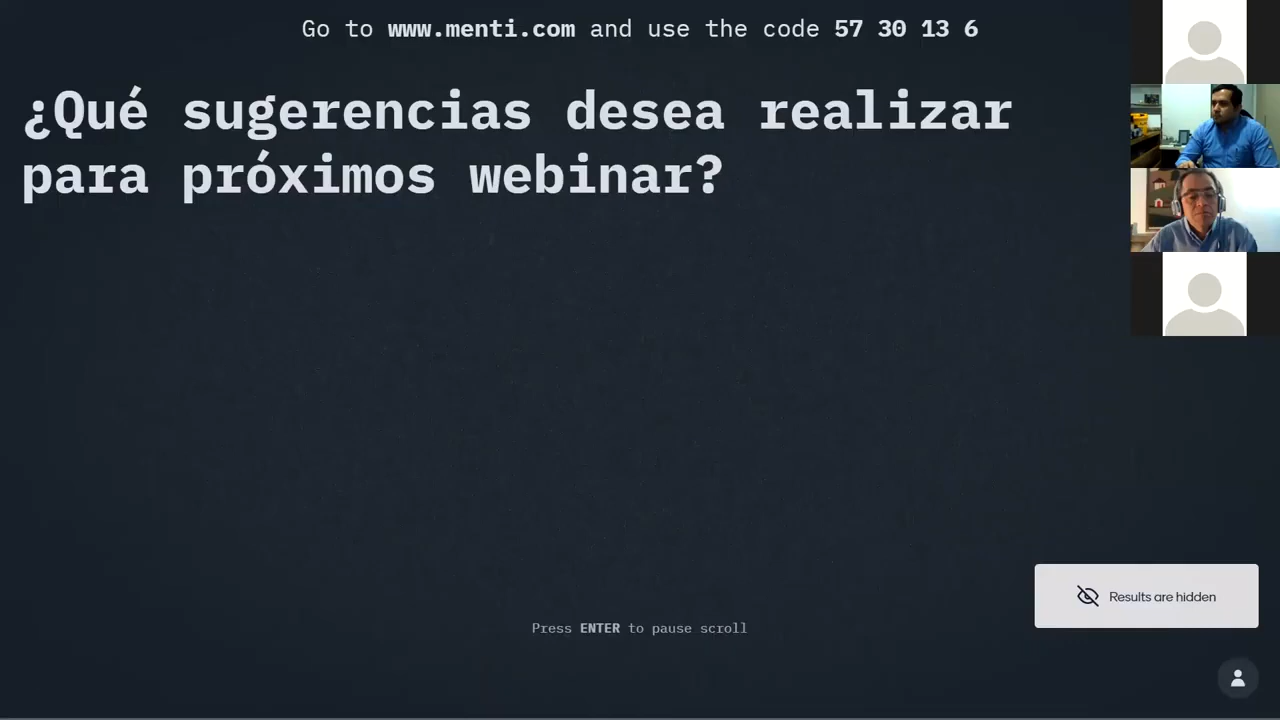 Go to www.menti.com and use the code 57 30 13 6
¿Qué sugerencias desea realizar
para próximos webinar?
Results are hidden
Press ENTER to pause scroll